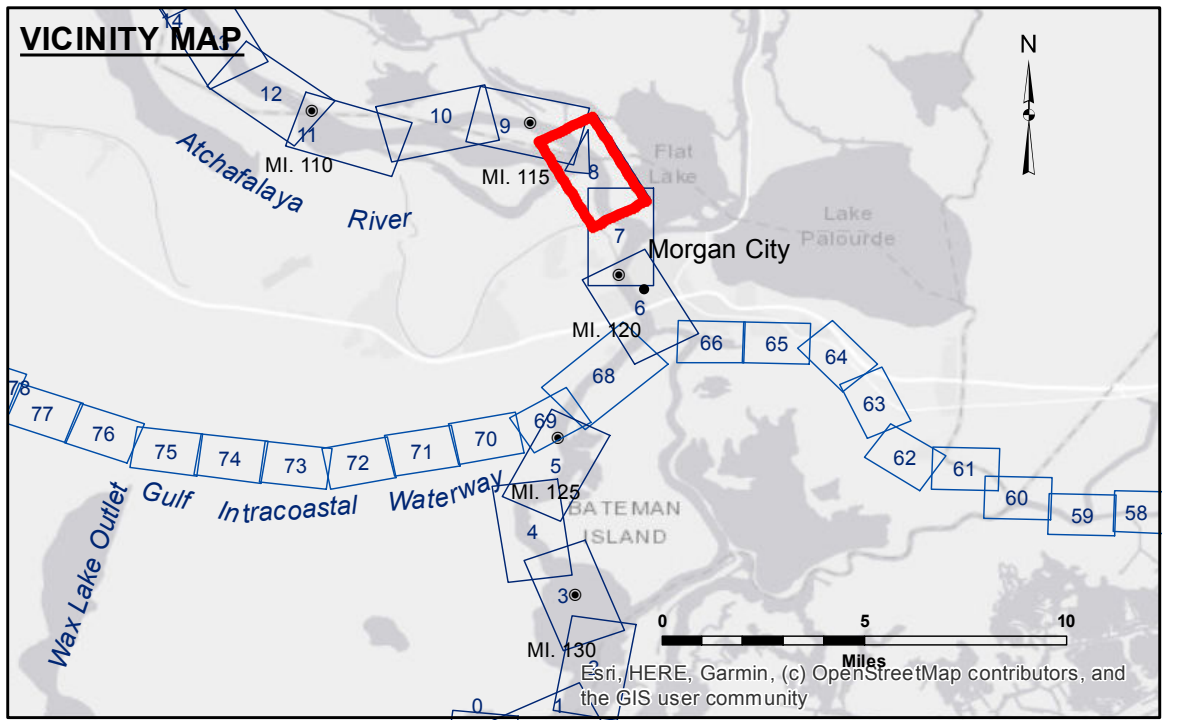 VICINITY MAP
N
14
13
12
11
10
9
8
7
6
MI. 110
MI. 115
Atchafalaya
River
Flat
Lake
Lake
Palourde
Morgan City
MI. 120
66
65
64
63
62
61
60
59
58
68
69
70
71
72
73
74
75
76
77
78
5
MI. 125
Gulf Intracoastal Waterway
Wax Lake Outlet
BATEMAN
ISLAND
4
3
MI. 130
2
1
0
0 5 10
Miles
Esri, HERE, Garmin, (c) OpenStreetMap contributors, and
the GIS user community